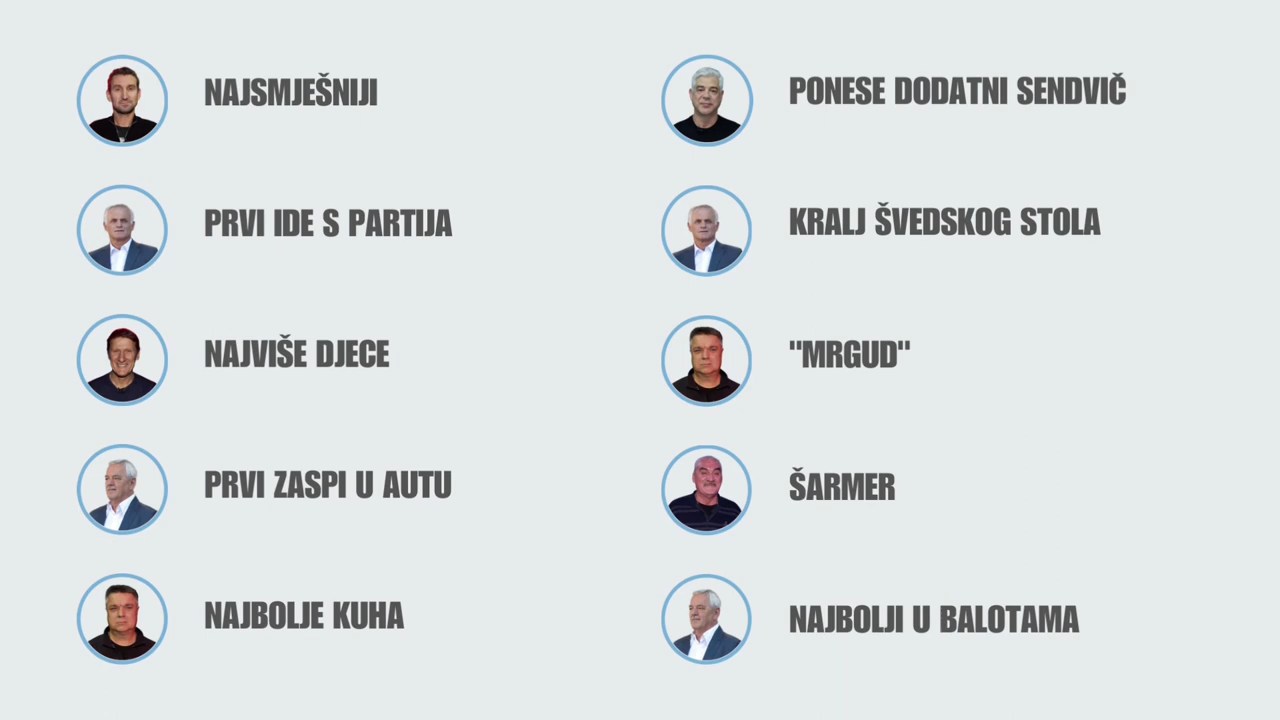 NAJSMJEŠNIJI
PRVI IDE S PARTIJA
NAJVIŠE DJECE
PRVI ZASPI U AUTU
NAJBOLJE KUHA
PONESE DODATNI SENDVIČ
KRALJ ŠVEDSKOG STOLA
"MRGUD"
ŠARMER
NAJBOLJI U BALOTAMA